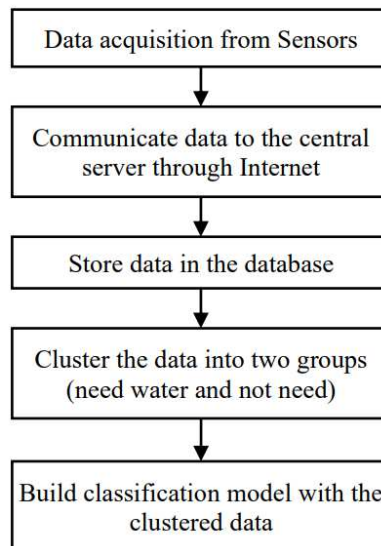 Data acquisition from Sensors
Communicate data to the central
server through Internet
Store data in the database
Cluster the data into two groups
(need water and not need)
Build classification model with the
clustered data